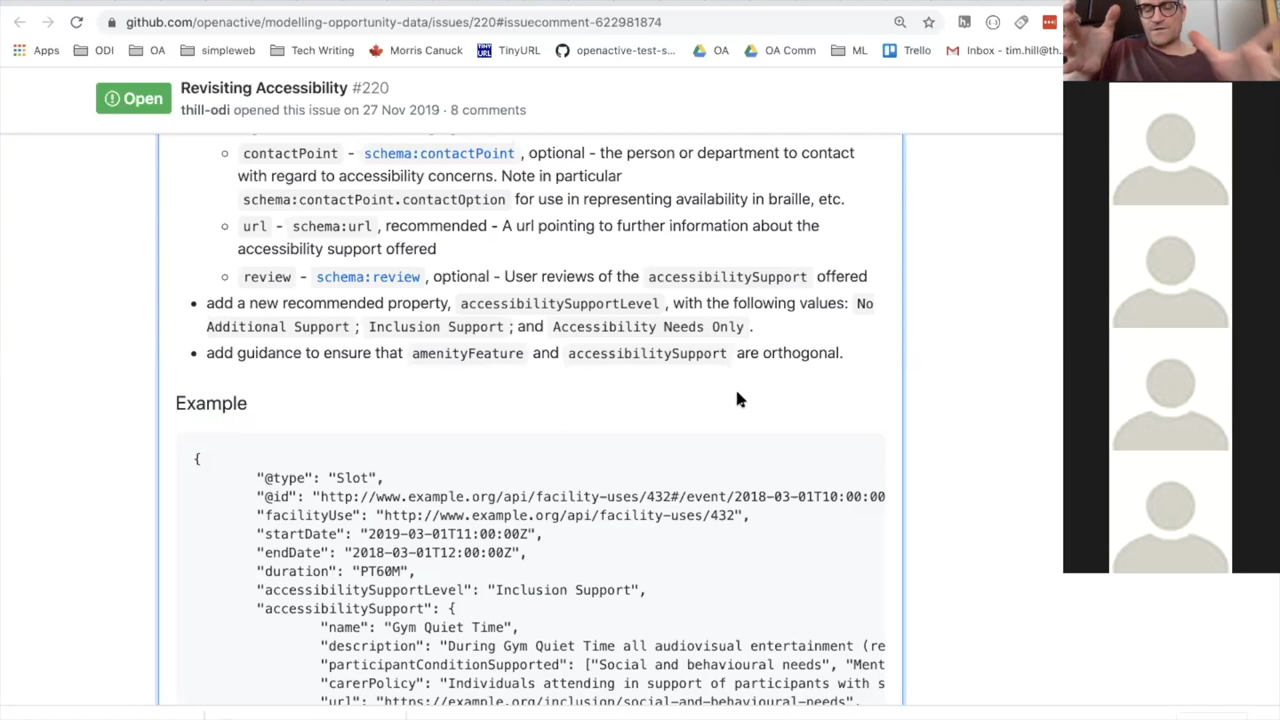 github.com/openactive/modelling-opportunity-data/issues/220#issuecomment-622981874
Apps ODI OA simpleweb Tech Writing Morris Canuck TinyURL openactive-test-s... OA OA Comm ML Trello Inbox - tim.hill@th...
Open
Revisiting Accessibility #220
thill-odi opened this issue on 27 Nov 2019 · 8 comments
contactPoint - schema:contactPoint , optional - the person or department to contact
with regard to accessibility concerns. Note in particular
schema:contactPoint.contactOption for use in representing availability in braille, etc.
url - schema:url , recommended - A url pointing to further information about the
accessibility support offered
review - schema:review , optional - User reviews of the accessibilitySupport offered
add a new recommended property, accessibilitySupportLevel , with the following values: No
Additional Support ; Inclusion Support ; and Accessibility Needs Only .
add guidance to ensure that amenityFeature and accessibilitySupport are orthogonal.
Example
{
"@type": "Slot",
"@id": "http://www.example.org/api/facility-uses/432#/event/2018-03-01T10:00:00
"facilityUse": "http://www.example.org/api/facility-uses/432",
"startDate": "2019-03-01T11:00:00Z",
"endDate": "2018-03-01T12:00:00Z",
"duration": "PT60M",
"accessibilitySupportLevel": "Inclusion Support",
"accessibilitySupport": {
"name": "Gym Quiet Time",
"description": "During Gym Quiet Time all audiovisual entertainment (re
"participantConditionSupported": ["Social and behavioural needs", "Ment
"carerPolicy": "Individuals attending in support of participants with s
"url": "https://example.org/inclusion/social-and-behavioural-needs",